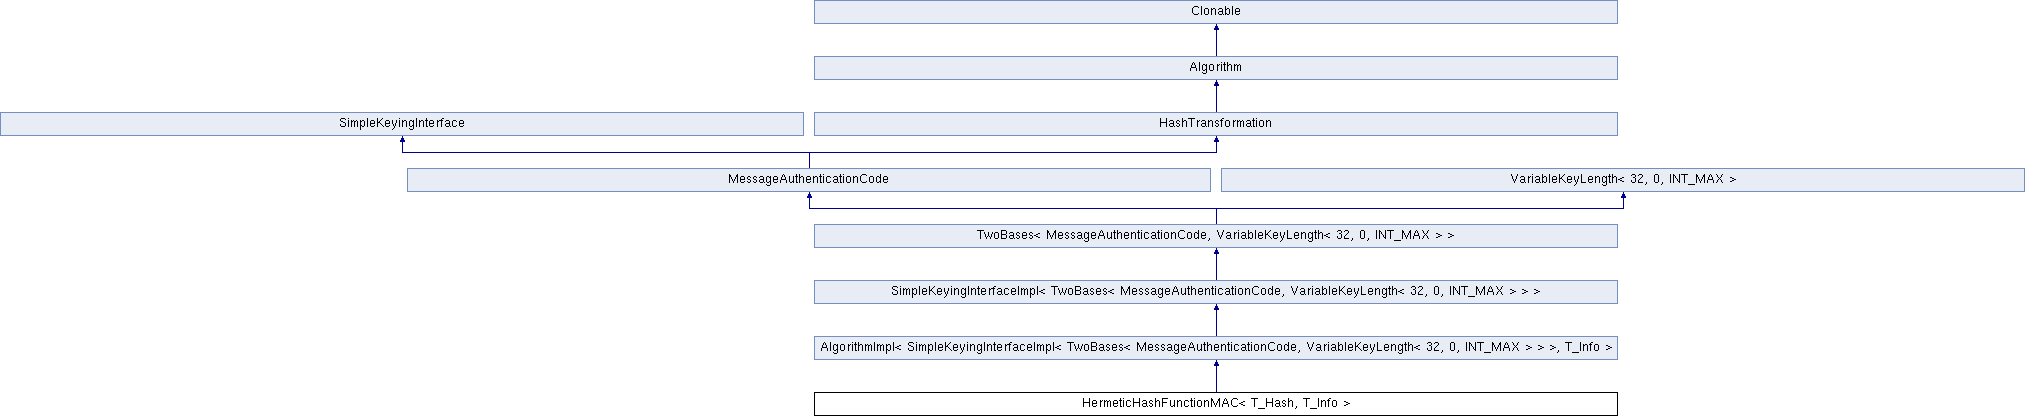 Clonable
Algorithm
SimpleKeyingInterface
HashTransformation
MessageAuthenticationCode
VariableKeyLength< 32, 0, INT_MAX >
TwoBases< MessageAuthenticationCode, VariableKeyLength< 32, 0, INT_MAX > >
SimpleKeyingInterfaceImpl< TwoBases< MessageAuthenticationCode, VariableKeyLength< 32, 0, INT_MAX > > >
AlgorithmImpl< SimpleKeyingInterfaceImpl< TwoBases< MessageAuthenticationCode, VariableKeyLength< 32, 0, INT_MAX > > >, T_Info >
HermeticHashFunctionMAC< T_Hash, T_Info >